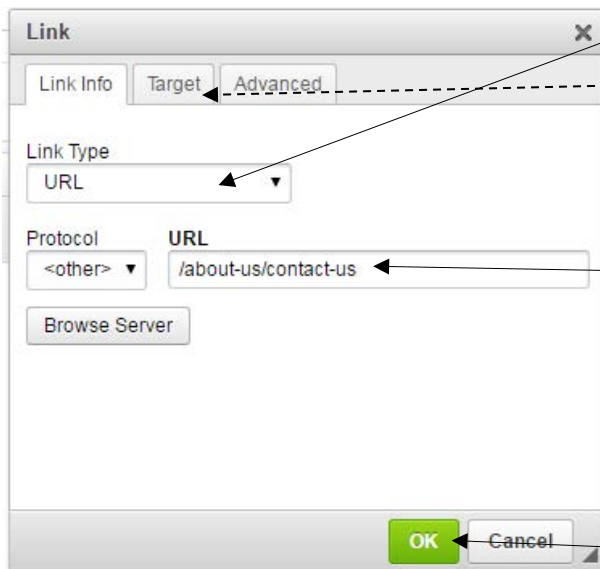 Link
Link Info Target Advanced
Link Type
URL
Protocol URL
<other> /about-us/contact-us
Browse Server
OK Cancel